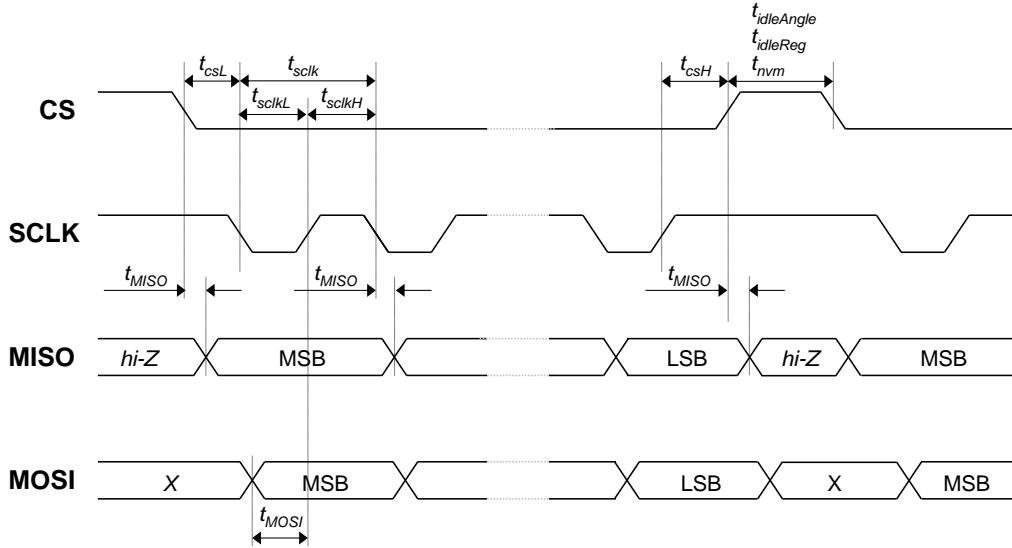 t_idleAngle
t_idleReg
t_csL t_sclk t_csH t_nvm
t_sclkL t_sclkH
CS
SCLK
t_MISO t_MISO t_MISO
MISO hi-Z MSB LSB hi-Z MSB
MOSI X MSB LSB X MSB
t_MOSI